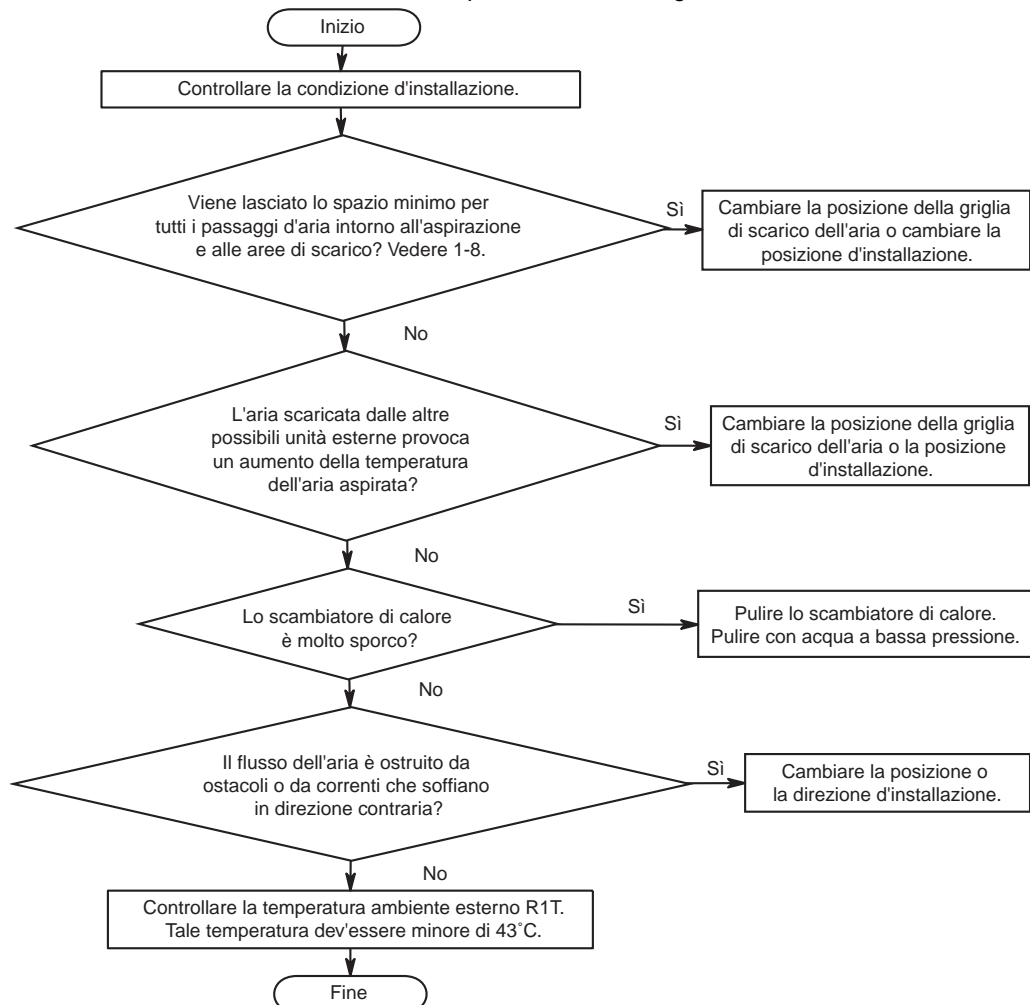 Inizio
Controllare la condizione d'installazione.
Viene lasciato lo spazio minimo per
tutti i passaggi d'aria intorno all'aspirazione
e alle aree di scarico? Vedere 1-8.
Sì
Cambiare la posizione della griglia
di scarico dell'aria o cambiare la
posizione d'installazione.
No
L'aria scaricata dalle altre
possibili unità esterne provoca
un aumento della temperatura
dell'aria aspirata?
Sì
Cambiare la posizione della griglia
di scarico dell'aria o la posizione
d'installazione.
No
Lo scambiatore di calore
è molto sporco?
Sì
Pulire lo scambiatore di calore.
Pulire con acqua a bassa pressione.
No
Il flusso dell'aria è ostruito da
ostacoli o da correnti che soffiano
in direzione contraria?
Sì
Cambiare la posizione o
la direzione d'installazione.
No
Controllare la temperatura ambiente esterno R1T.
Tale temperatura dev'essere minore di 43˚C.
Fine